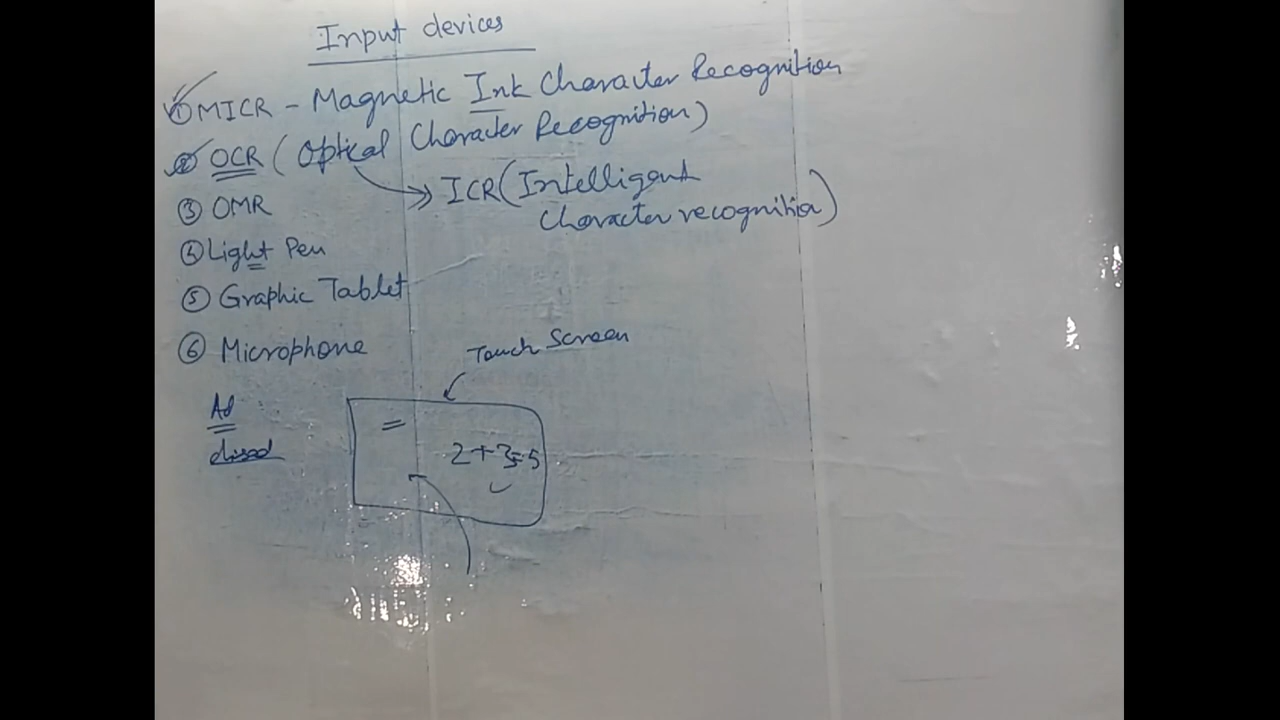 Input devices
① MICR - Magnetic Ink Character Recognition
② OCR (Optical Character Recognition)
ICR (Intelligent
Character recognition)
③ OMR
④ Light Pen
⑤ Graphic Tablet
⑥ Microphone
Touch Screen
=
2+3=5